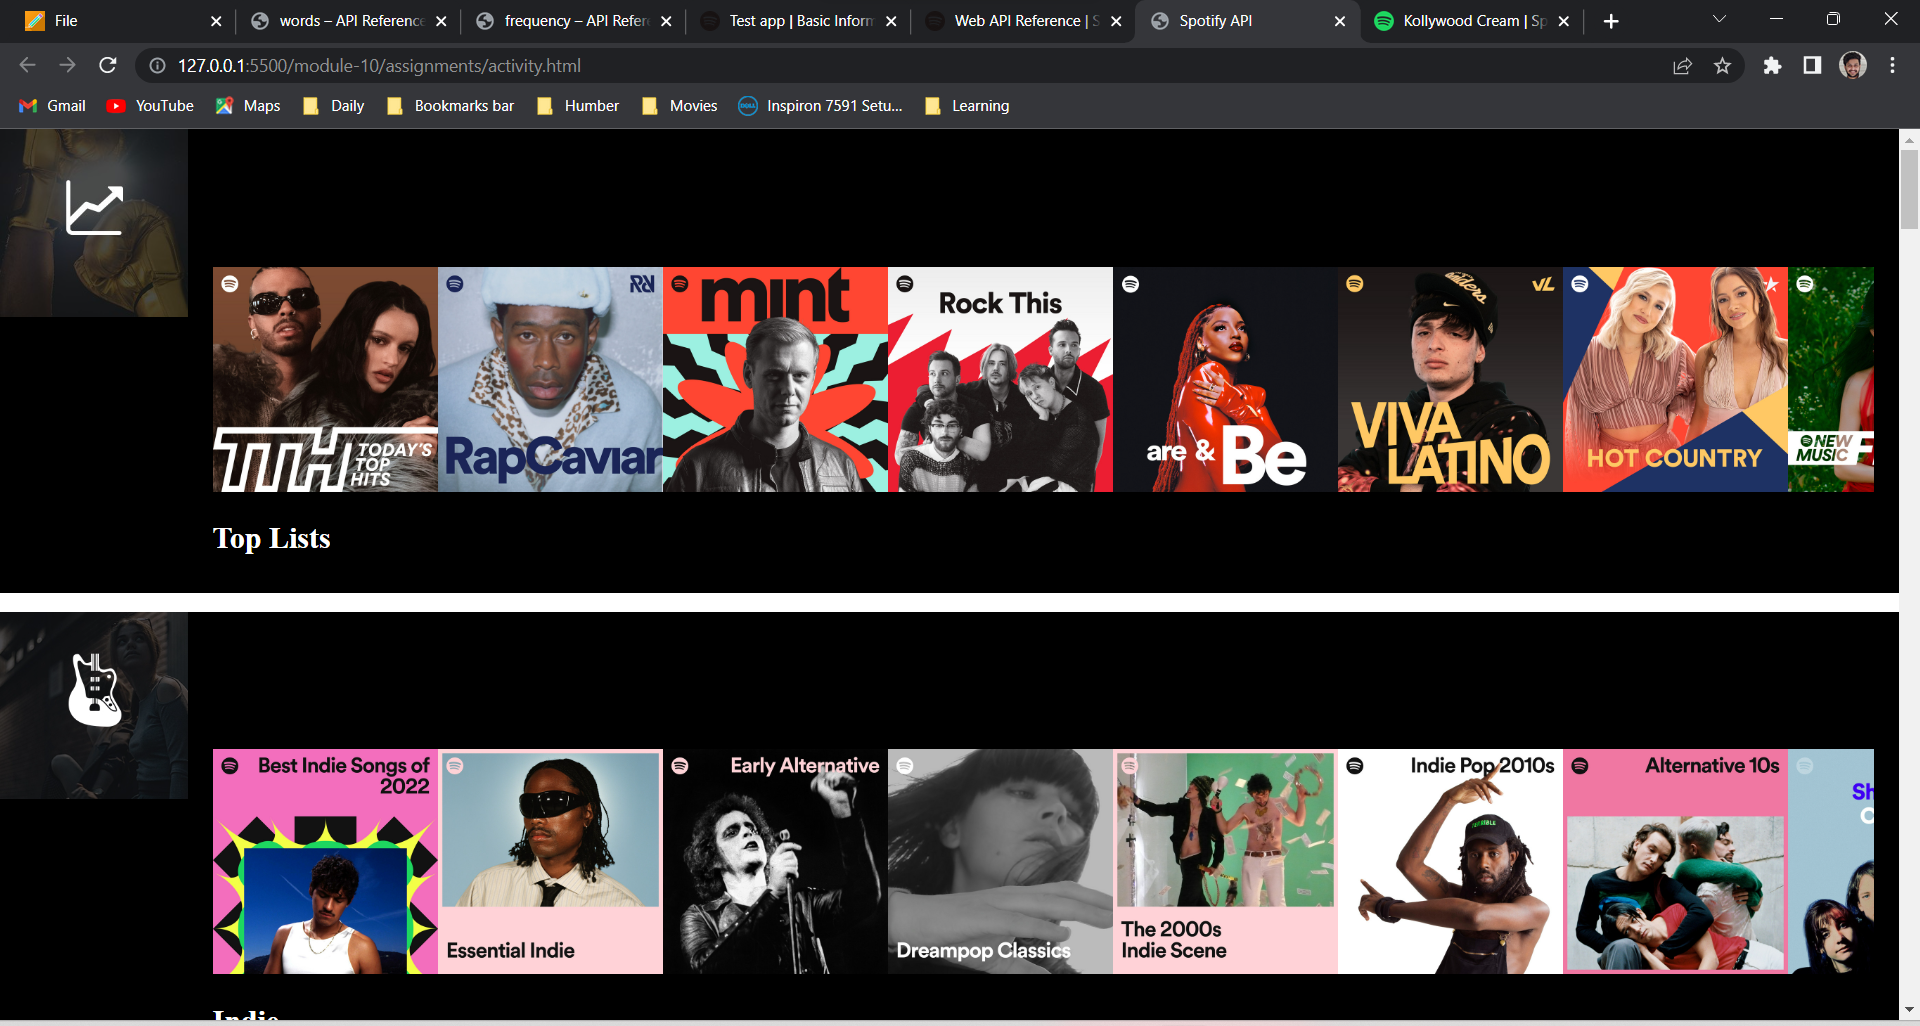 File
words – API Reference
frequency – API Refer
Test app | Basic Inform
Web API Reference | S
Spotify API
Kollywood Cream | Sp
127.0.0.1:5500/module-10/assignments/activity.html
Gmail
YouTube
Maps
Daily
Bookmarks bar
Humber
Movies
Inspiron 7591 Setu...
Learning
TTH TODAY'S
TOP
HITS
RapCaviar
mint
Rock This
are & Be
VIVA
LATINO
VL
HOT COUNTRY
NEW
MUSIC F
Top Lists
Best Indie Songs of
2022
Essential Indie
Early Alternative
Dreampop Classics
The 2000s
Indie Scene
Indie Pop 2010s
Alternative 10s
Sh
C
Indie